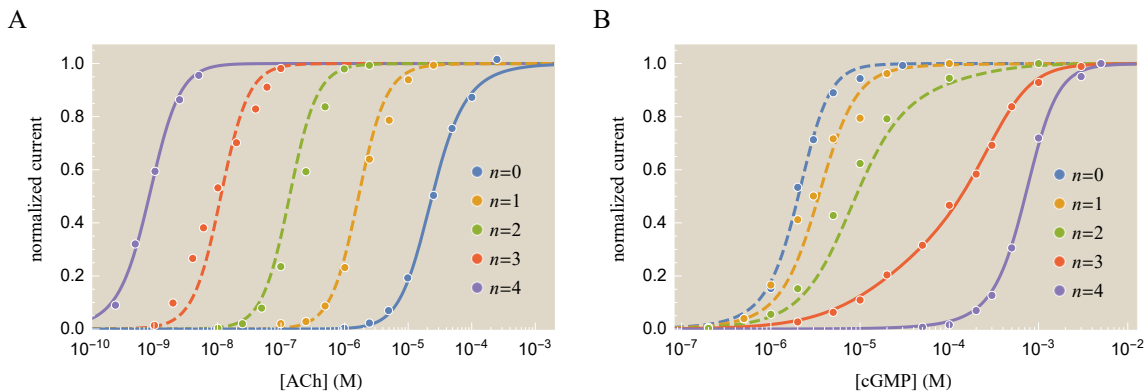 A
normalized current
1.0
0.8
0.6
0.4
0.2
0.0
10⁻¹⁰ 10⁻⁹ 10⁻⁸ 10⁻⁷ 10⁻⁶ 10⁻⁵ 10⁻⁴ 10⁻³
[ACh] (M)
n=0
n=1
n=2
n=3
n=4
B
normalized current
1.0
0.8
0.6
0.4
0.2
0.0
10⁻⁷ 10⁻⁶ 10⁻⁵ 10⁻⁴ 10⁻³ 10⁻²
[cGMP] (M)
n=0
n=1
n=2
n=3
n=4